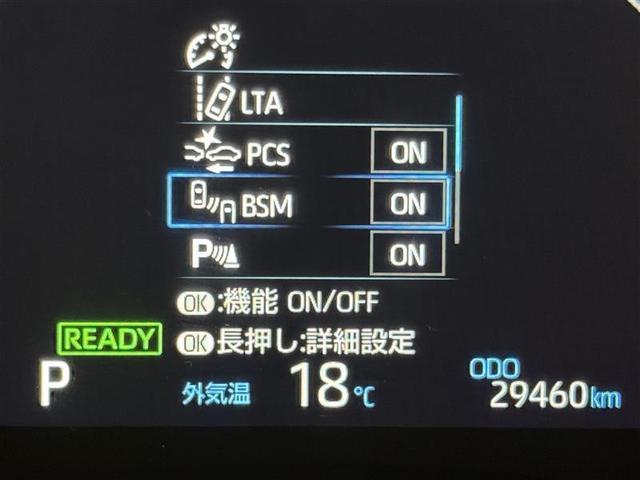 LTA
PCS ON
BSM ON
P ON
OK:機能 ON/OFF
OK長押し:詳細設定
READY
P
外気温 18℃
ODO
29460km